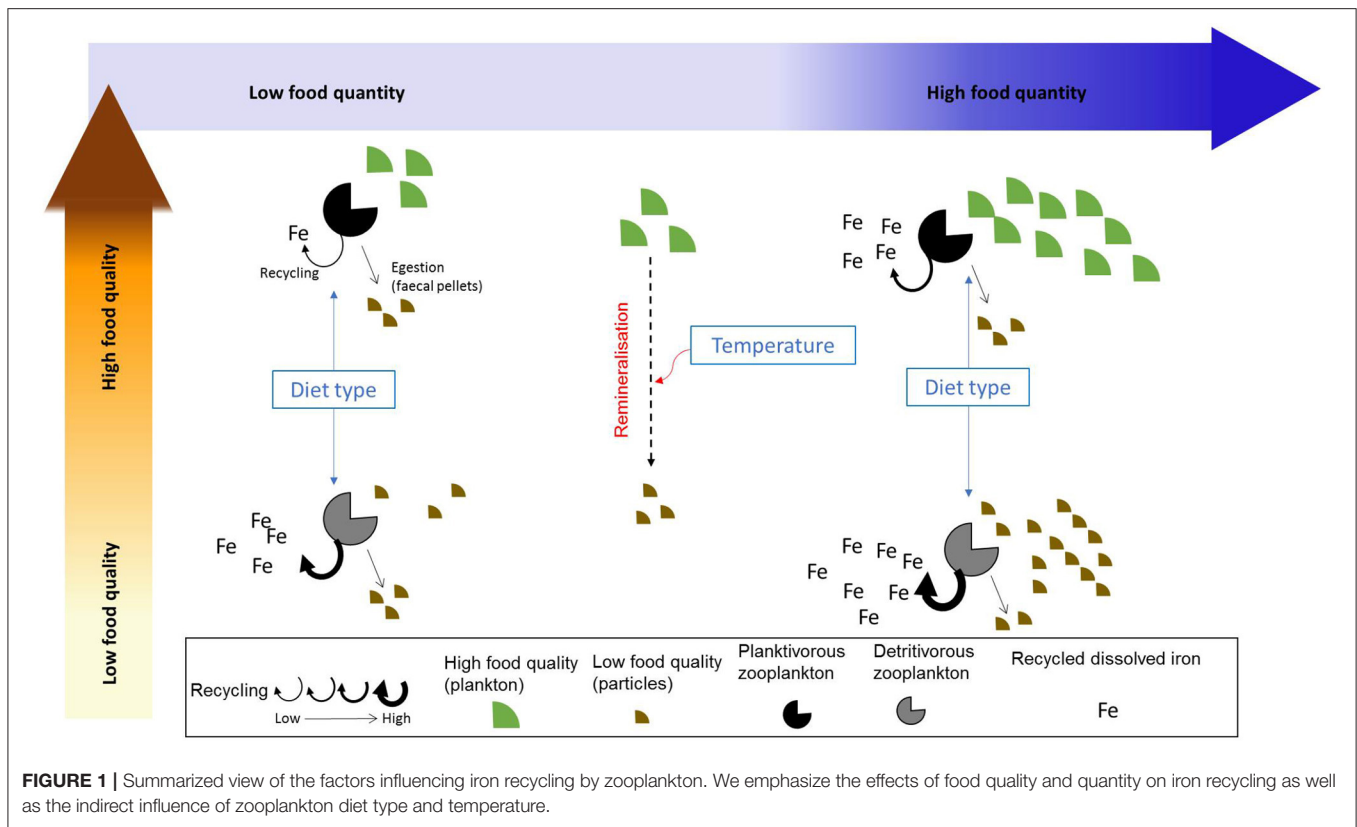 Low food quantity
High food quantity
High food quality
Low food quality
Fe
Recycling
Egestion
(faecal pellets)
Diet type
Fe
Fe
Fe
Fe
Fe
Remineralisation
Temperature
Fe
Fe
Fe
Fe
Fe
Diet type
Fe
Fe
Fe
Fe
Fe
Fe
Fe
Fe
Recycling
Low
High
High food quality
(plankton)
Low food quality
(particles)
Planktivorous
zooplankton
Detritivorous
zooplankton
Recycled dissolved iron
Fe
FIGURE 1 | Summarized view of the factors influencing iron recycling by zooplankton. We emphasize the effects of food quality and quantity on iron recycling as well
as the indirect influence of zooplankton diet type and temperature.